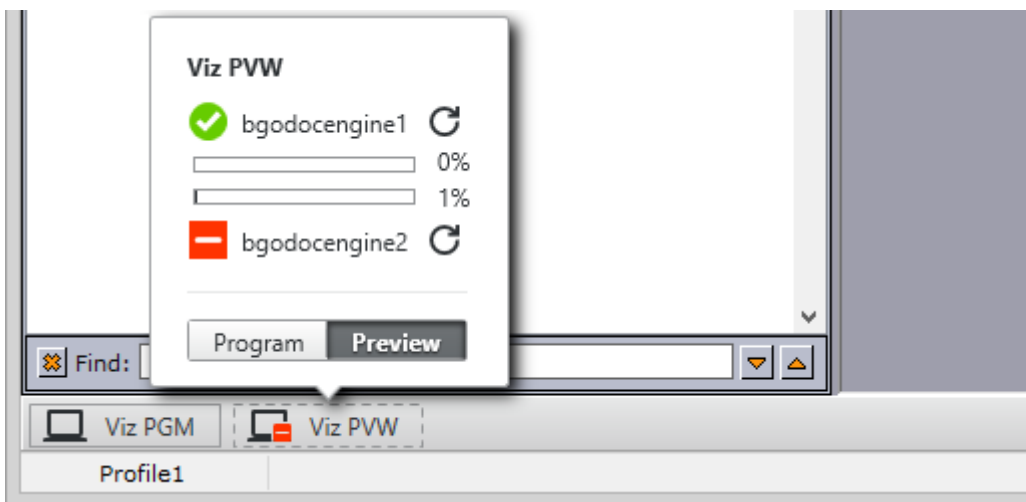 Viz PVW
bgodocengine1
0%
1%
bgodocengine2
Program Preview
Find:
Viz PGM Viz PVW
Profile1